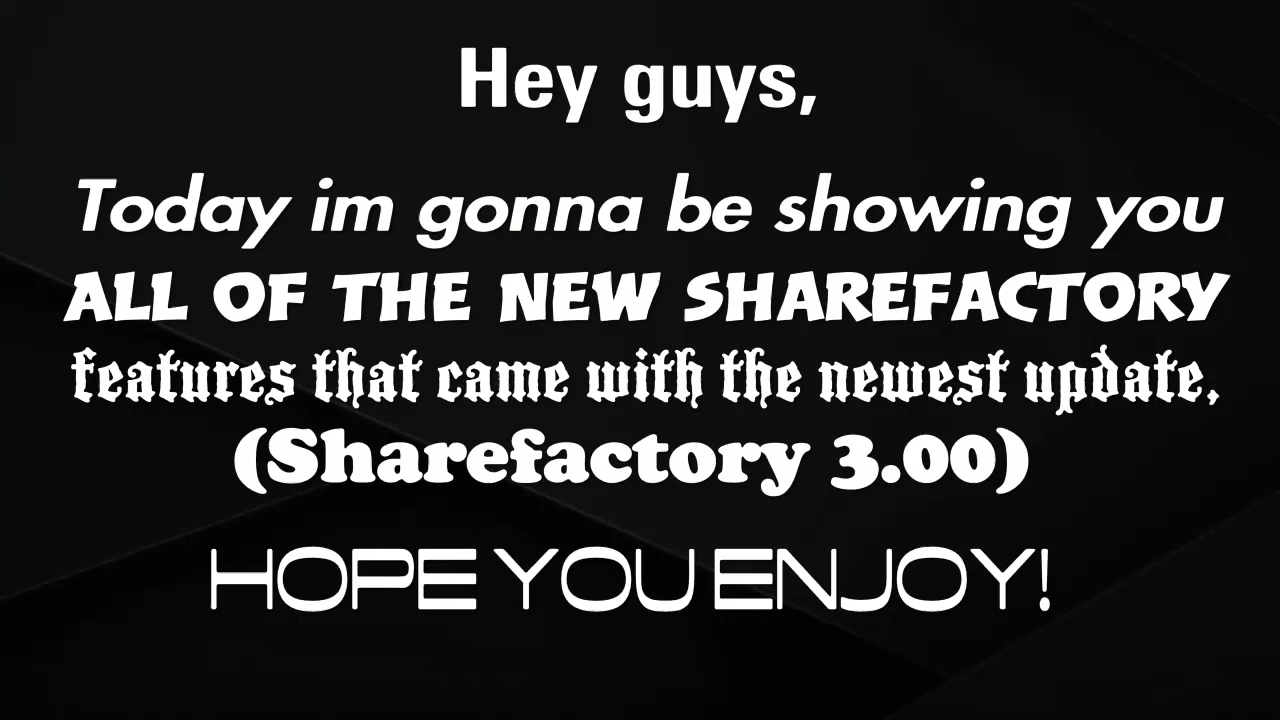 Hey guys,
Today im gonna be showing you
ALL OF THE NEW SHAREFACTORY
features that came with the newest update.
(Sharefactory 3.00)
HOPE YOU ENJOY!